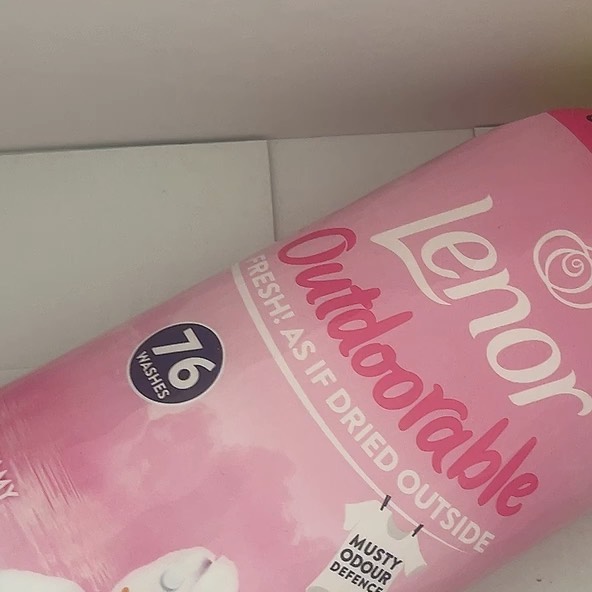 Lenor
Outdoorable
FRESH! AS IF DRIED OUTSIDE
76
WASHES
MUSTY
ODOUR
DEFENCE